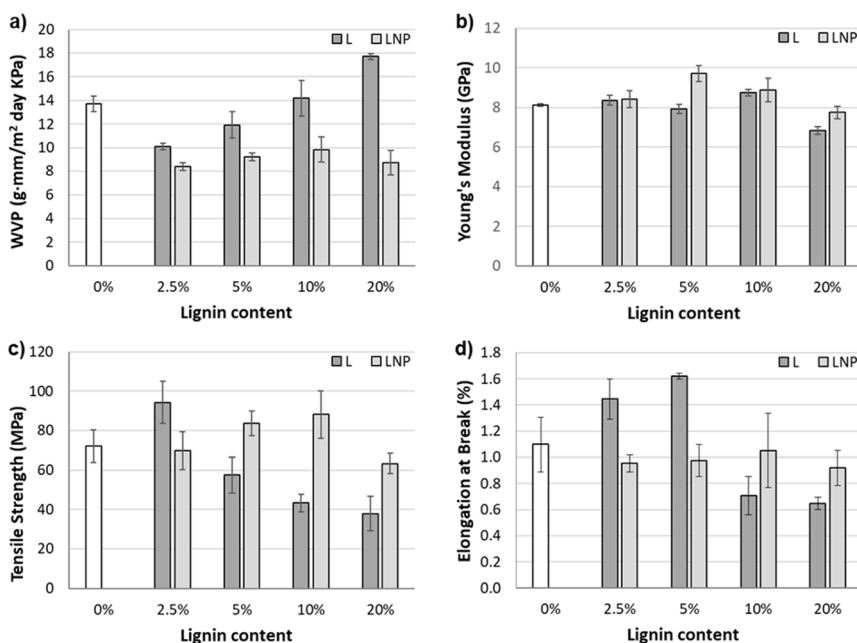 a)
WVP (g·mm/m² day KPa)
20
18
16
14
12
10
8
6
4
2
0
L LNP
0% 2.5% 5% 10% 20%
Lignin content
b)
Young's Modulus (GPa)
12
10
8
6
4
2
0
L LNP
0% 2.5% 5% 10% 20%
Lignin content
c)
Tensile Strength (MPa)
120
100
80
60
40
20
0
L LNP
0% 2.5% 5% 10% 20%
Lignin content
d)
Elongation at Break (%)
1.8
1.6
1.4
1.2
1.0
0.8
0.6
0.4
0.2
0.0
L LNP
0% 2.5% 5% 10% 20%
Lignin content